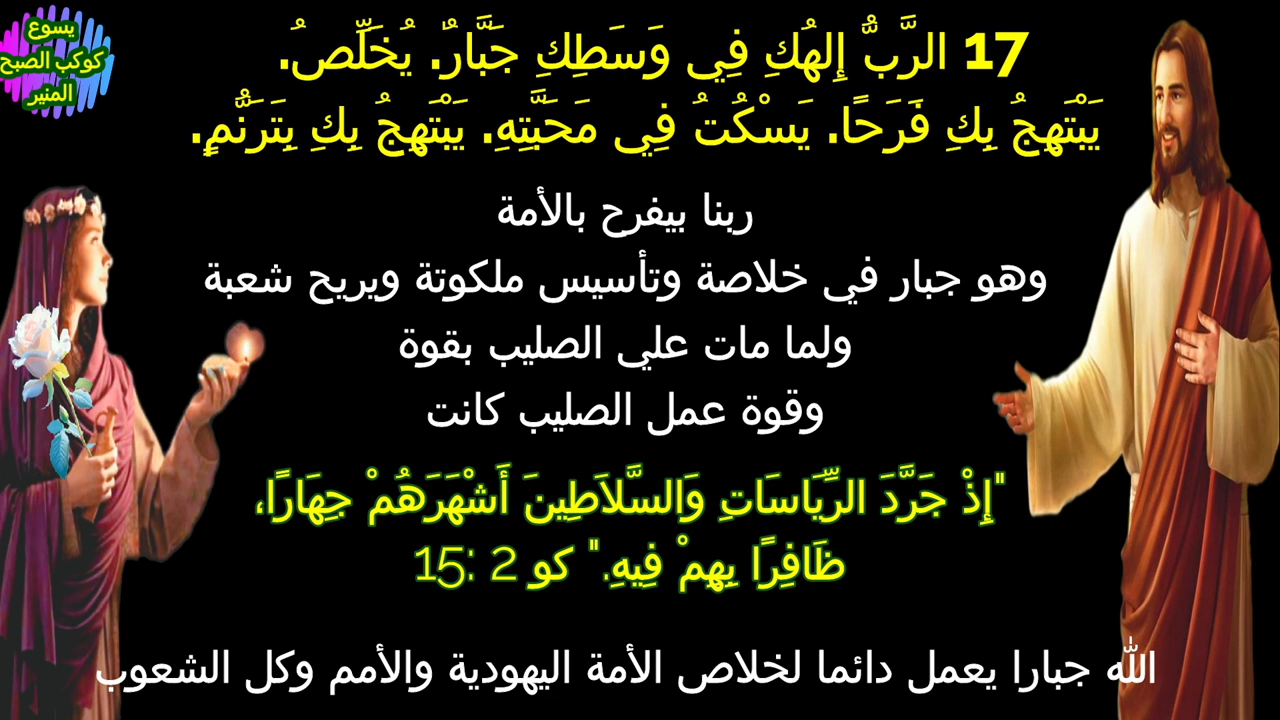 يسوع
كوكب الصبح
المنير
17 الرَّبُّ إِلهُكِ فِي وَسَطِكِ جَبَّارٌ. يُخَلِّصُ.
يَبْتَهِجُ بِكِ فَرَحًا. يَسْكُتُ فِي مَحَبَّتِهِ. يَبْتَهِجُ بِكِ بِتَرَنُّمٍ.
ربنا بيفرح بالأمة
وهو جبار في خلاصة وتأسيس ملكوتة ويريح شعبة
ولما مات علي الصليب بقوة
وقوة عمل الصليب كانت
"إِذْ جَرَّدَ الرِّيَاسَاتِ وَالسَّلاَطِينَ أَشْهَرَهُمْ جِهَارًا،
ظَافِرًا بِهِمْ فِيهِ." كو 2 :15
الله جبارا يعمل دائما لخلاص الأمة اليهودية والأمم وكل الشعوب